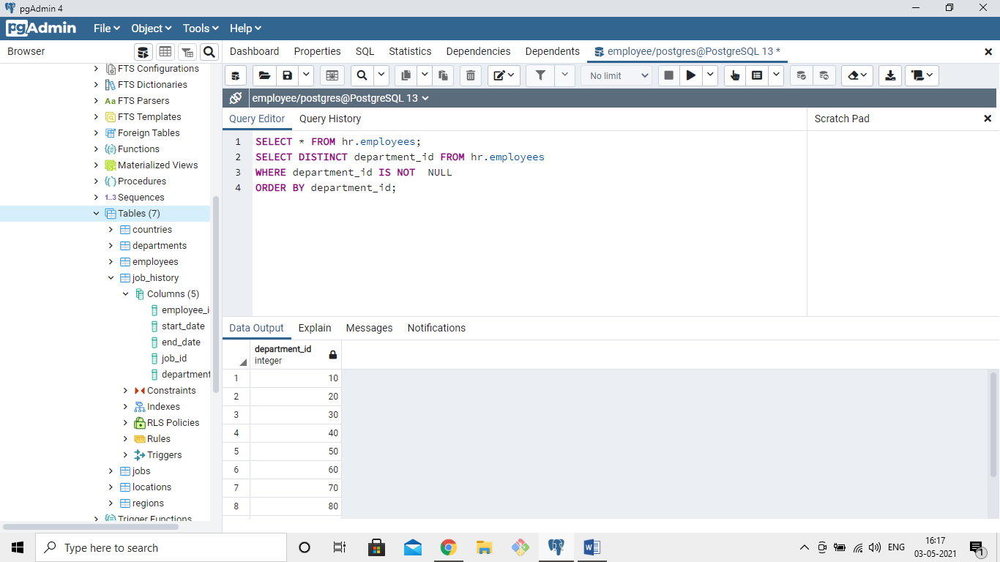 pgAdmin 4
pgAdmin File Object Tools Help
Browser
Dashboard Properties SQL Statistics Dependencies Dependents employee/postgres@PostgreSQL 13 *
No limit
employee/postgres@PostgreSQL 13
FTS Configurations
FTS Dictionaries
Aa FTS Parsers
FTS Templates
Foreign Tables
Functions
Materialized Views
Procedures
1..3 Sequences
Tables (7)
countries
departments
employees
job_history
Columns (5)
employee_i
start_date
end_date
job_id
department
Constraints
Indexes
RLS Policies
Rules
Triggers
jobs
locations
regions
Trigger Functions
Query Editor Query History
Scratch Pad
1 SELECT * FROM hr.employees;
2 SELECT DISTINCT department_id FROM hr.employees
3 WHERE department_id IS NOT  NULL
4 ORDER BY department_id;
Data Output Explain Messages Notifications
department_id
integer
1 10
2 20
3 30
4 40
5 50
6 60
7 70
8 80
Type here to search
ENG
16:17
03-05-2021
1